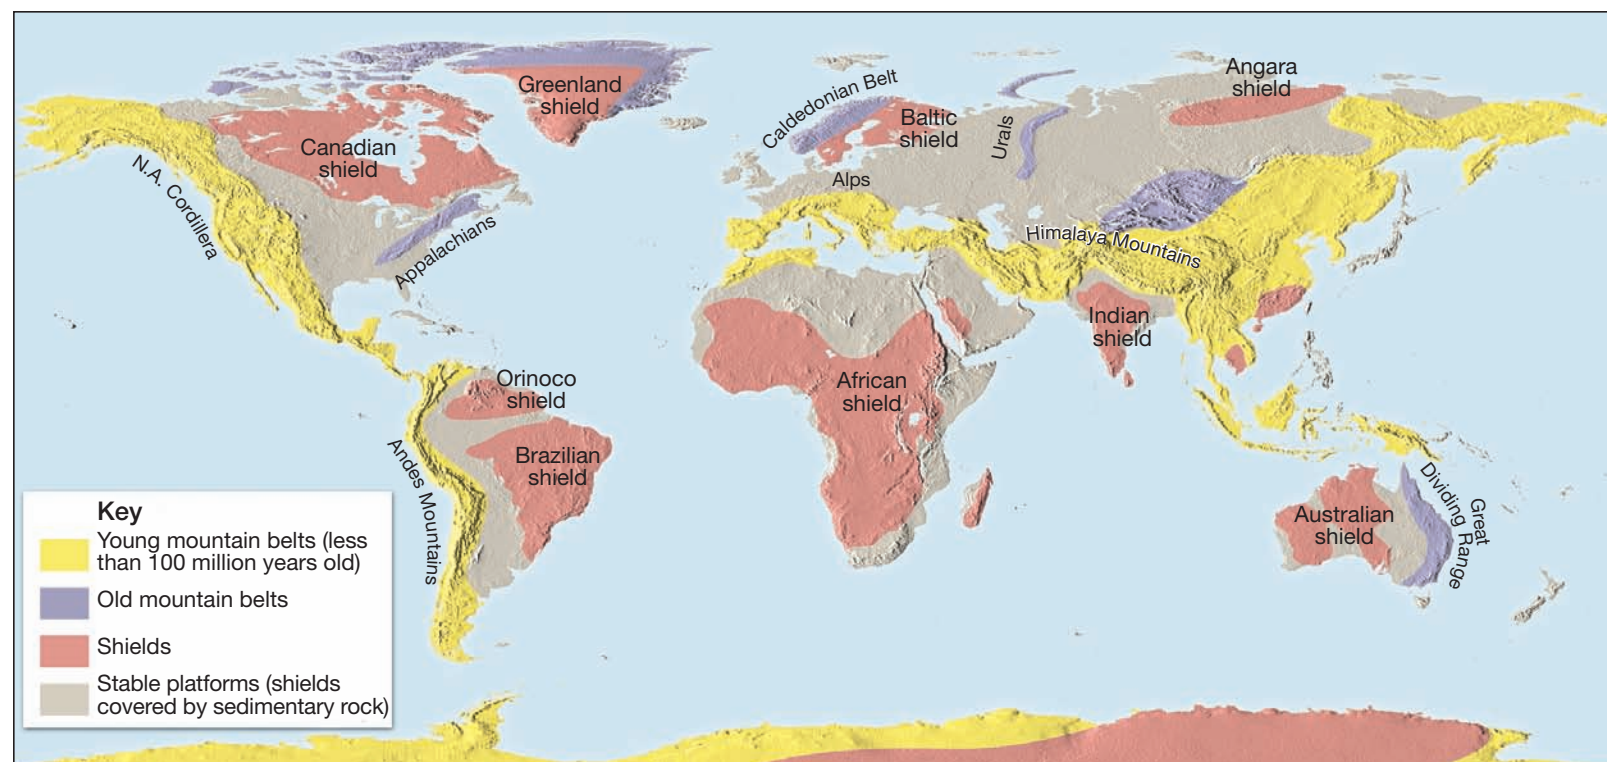 Greenland
shield
Angara
shield
Caldedonian Belt
Baltic
shield
Urals
Canadian
shield
Alps
N.A. Cordillera
Appalachians
Himalaya Mountains
Indian
shield
Orinoco
shield
African
shield
Brazilian
shield
Andes Mountains
Australian
shield
Great
Dividing Range
Key
Young mountain belts (less
than 100 million years old)
Old mountain belts
Shields
Stable platforms (shields
covered by sedimentary rock)